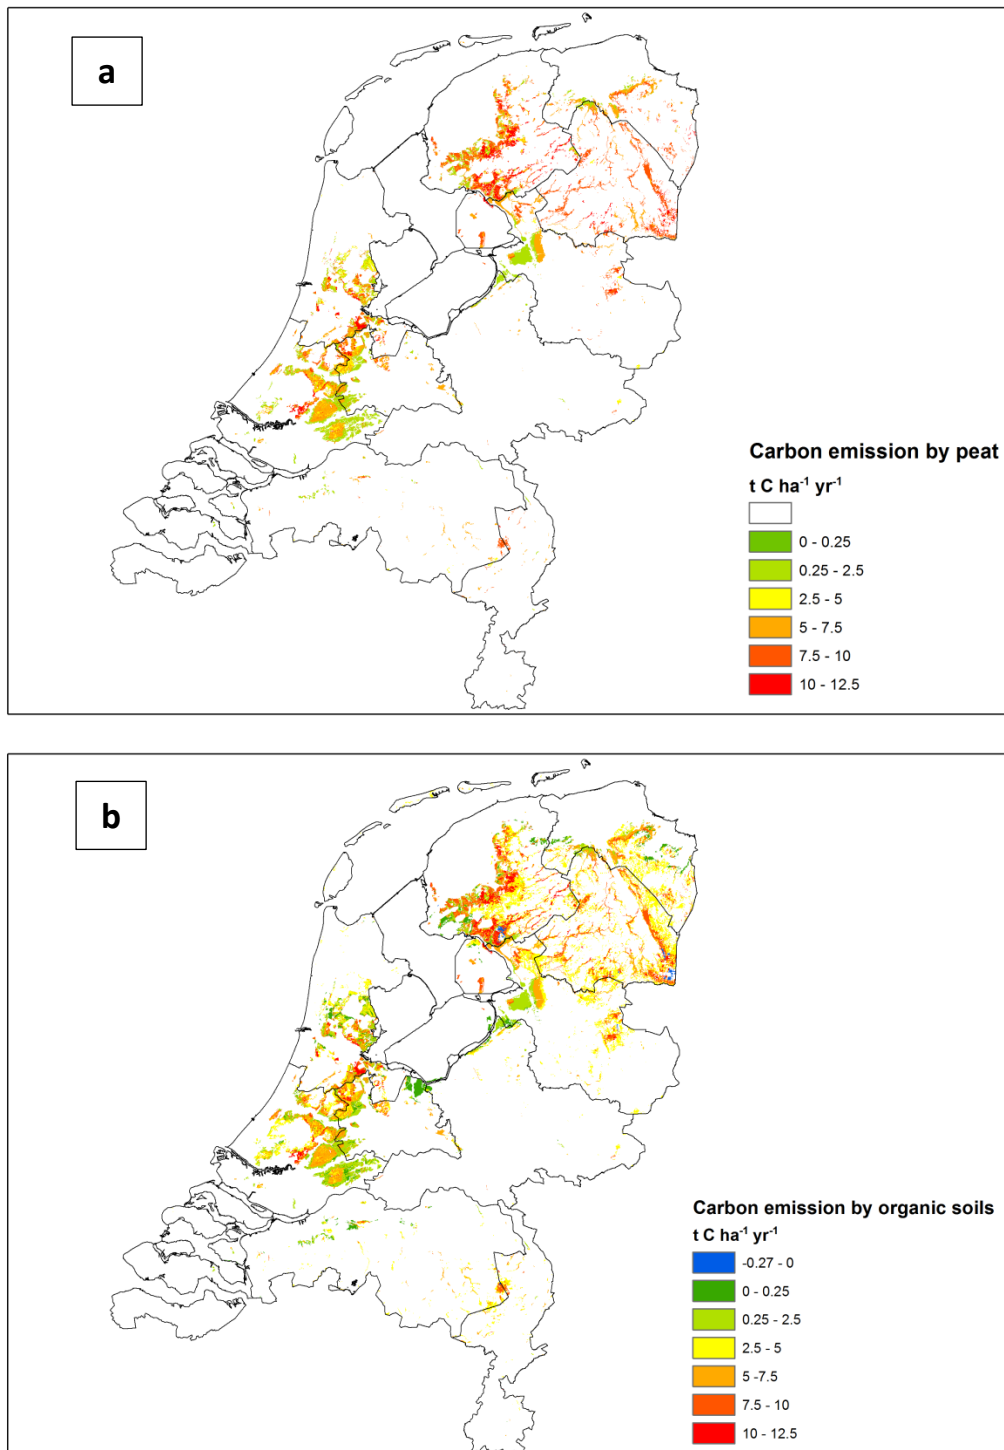 a
Carbon emission by peat
t C ha⁻¹ yr⁻¹
0 - 0.25
0.25 - 2.5
2.5 - 5
5 - 7.5
7.5 - 10
10 - 12.5
b
Carbon emission by organic soils
t C ha⁻¹ yr⁻¹
-0.27 - 0
0 - 0.25
0.25 - 2.5
2.5 - 5
5 -7.5
7.5 - 10
10 - 12.5